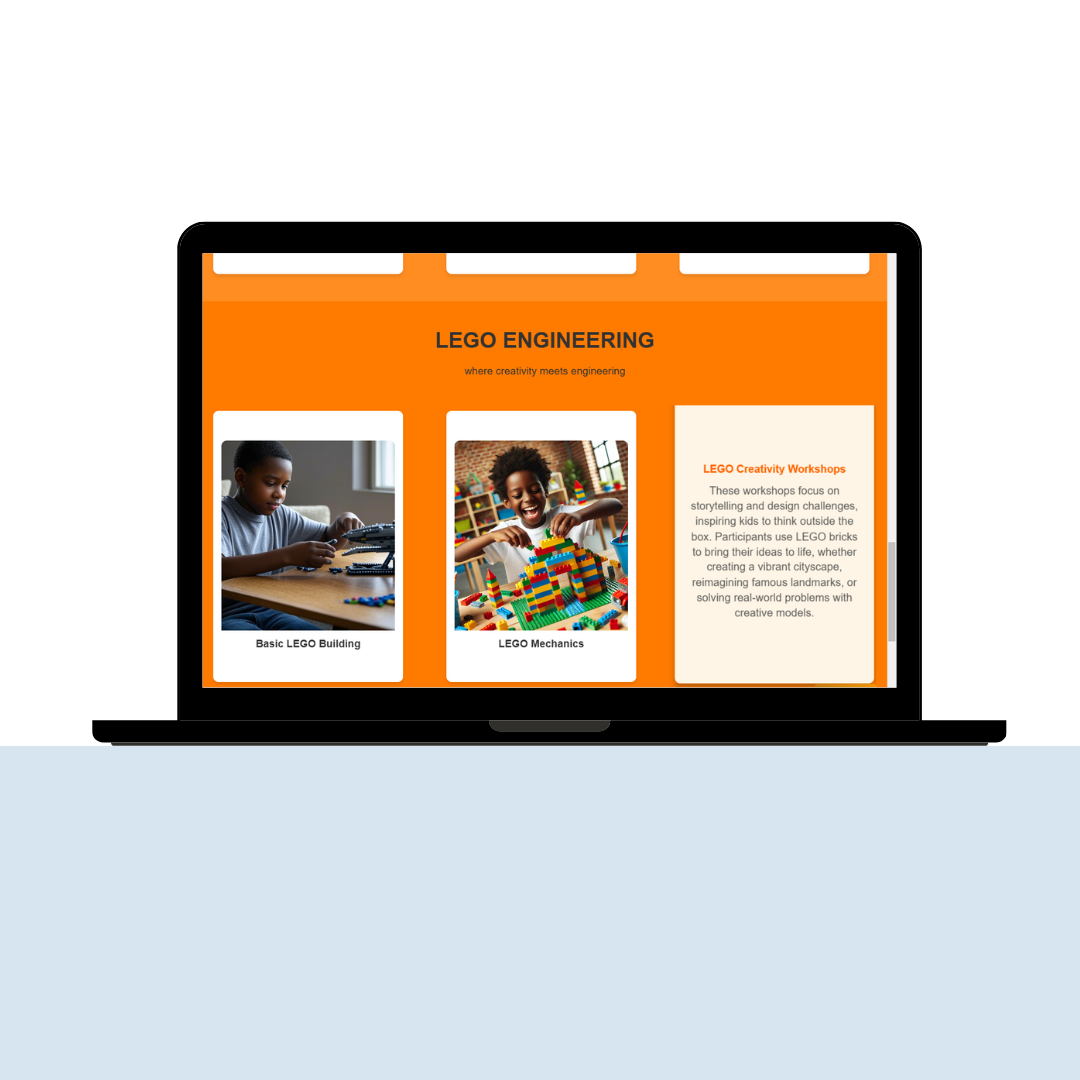 LEGO ENGINEERING
where creativity meets engineering
Basic LEGO Building
LEGO Mechanics
LEGO Creativity Workshops
These workshops focus on
storytelling and design challenges,
inspiring kids to think outside the
box. Participants use LEGO bricks
to bring their ideas to life, whether
creating a vibrant cityscape,
reimagining famous landmarks, or
solving real-world problems with
creative models.